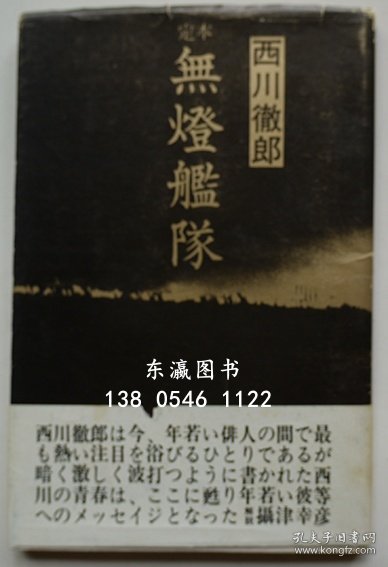 西川徹郎
定本
無燈艦隊
东瀛图书
138 0546 1122
西川徹郎は今、年若い俳人の間で最
も熱い注目を浴びるひとりであるが
暗く激しく波打つように書かれた西
川の青春は、ここに甦り年若い彼等
へのメッセイジとなった 解説 攝津幸彦
孔夫子旧书网
kongfz.com